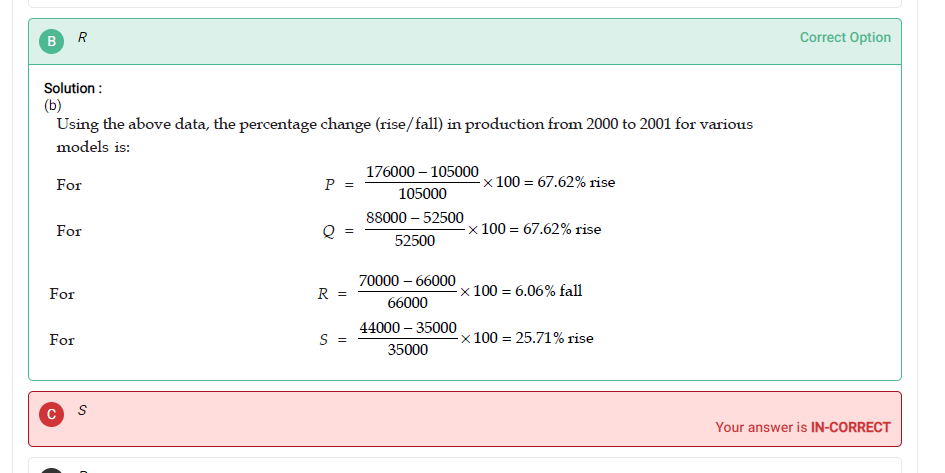 B R Correct Option
Solution :
(b)
Using the above data, the percentage change (rise/fall) in production from 2000 to 2001 for various
models is:
For P = (176000 – 105000)/105000 × 100 = 67.62% rise
For Q = (88000 – 52500)/52500 × 100 = 67.62% rise
For R = (70000 – 66000)/66000 × 100 = 6.06% fall
For S = (44000 – 35000)/35000 × 100 = 25.71% rise
C S
Your answer is IN-CORRECT